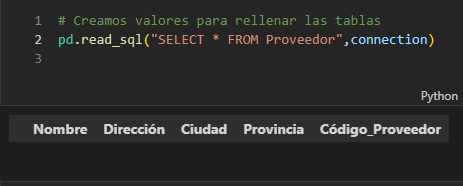 1 # Creamos valores para rellenar las tablas
2 pd.read_sql("SELECT * FROM Proveedor",connection)
3
Python
Nombre Dirección Ciudad Provincia Código_Proveedor